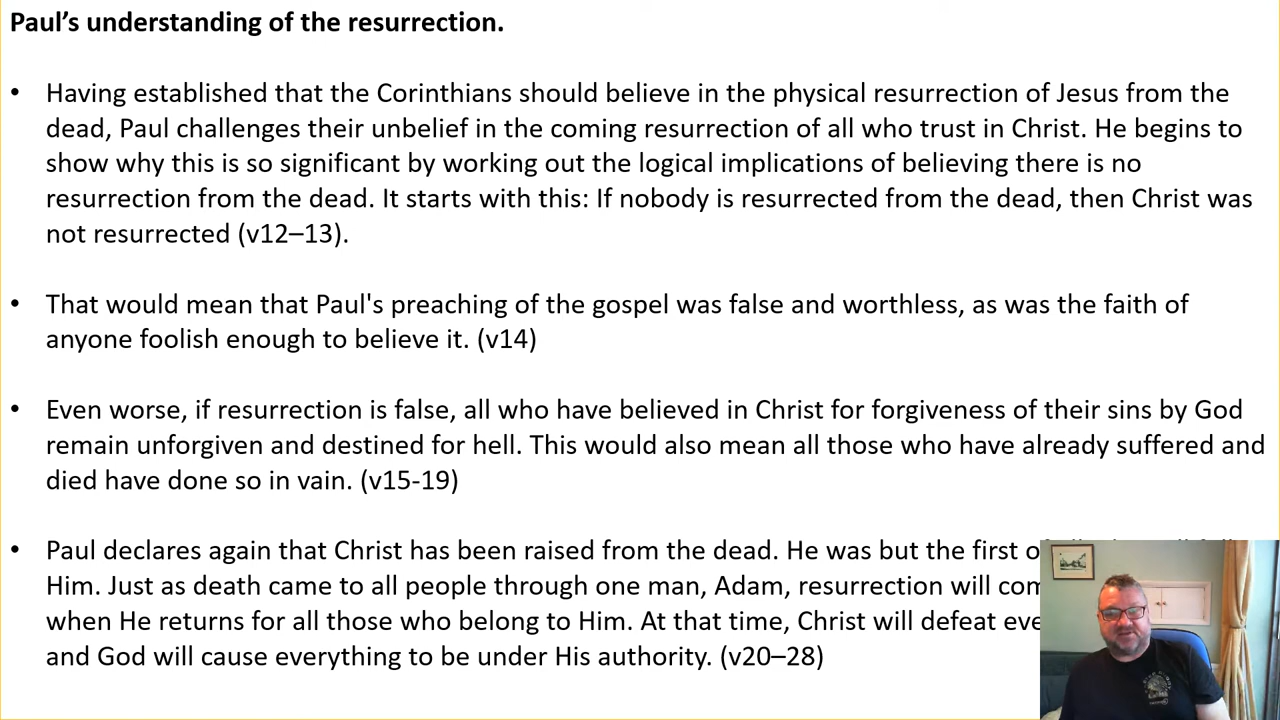 Paul’s understanding of the resurrection.
• Having established that the Corinthians should believe in the physical resurrection of Jesus from the
dead, Paul challenges their unbelief in the coming resurrection of all who trust in Christ. He begins to
show why this is so significant by working out the logical implications of believing there is no
resurrection from the dead. It starts with this: If nobody is resurrected from the dead, then Christ was
not resurrected (v12–13).
• That would mean that Paul's preaching of the gospel was false and worthless, as was the faith of
anyone foolish enough to believe it. (v14)
• Even worse, if resurrection is false, all who have believed in Christ for forgiveness of their sins by God
remain unforgiven and destined for hell. This would also mean all those who have already suffered and
died have done so in vain. (v15-19)
• Paul declares again that Christ has been raised from the dead. He was but the first
Him. Just as death came to all people through one man, Adam, resurrection will
when He returns for all those who belong to Him. At that time, Christ will defeat
and God will cause everything to be under His authority. (v20–28)